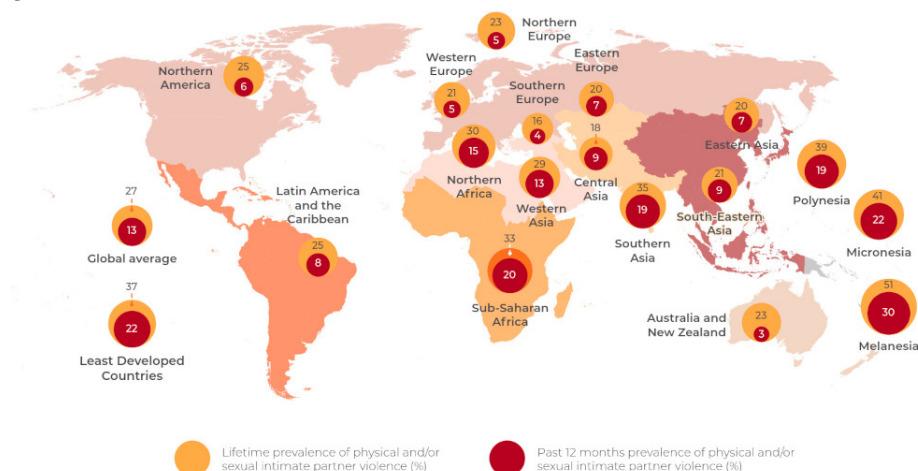 23
5
Northern
Europe
Western
Europe
21
5
Eastern
Europe
20
7
Northern
America
25
6
Southern
Europe
16
4
18
9
Central
Asia
20
7
Eastern Asia
30
15
Northern
Africa
29
13
Western
Asia
35
19
Southern
Asia
21
9
South-Eastern
Asia
39
19
Polynesia
41
22
Micronesia
27
13
Global average
Latin America
and the
Caribbean
25
8
33
20
Sub-Saharan
Africa
37
22
Least Developed
Countries
Australia and
New Zealand
23
3
51
30
Melanesia
Lifetime prevalence of physical and/or
sexual intimate partner violence (%)
Past 12 months prevalence of physical and/or
sexual intimate partner violence (%)